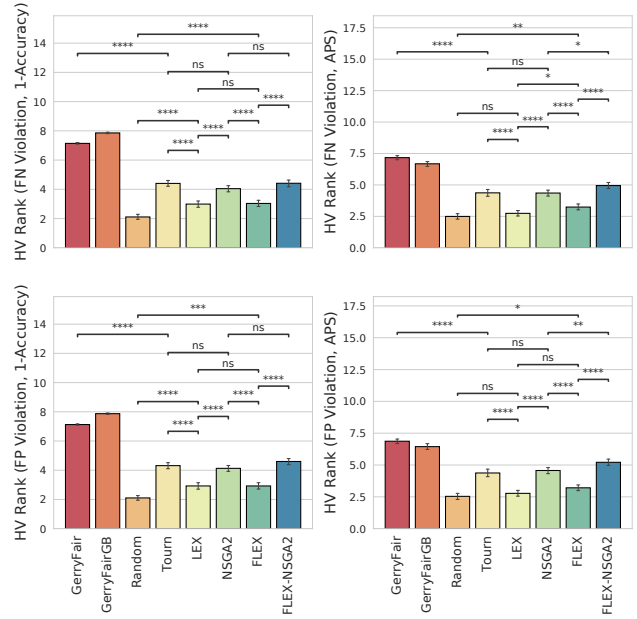 HV Rank (FN Violation, 1-Accuracy)
14
12
10
8
6
4
2
0
****
****
ns
ns
ns
****
****
****
****
****
HV Rank (FN Violation, APS)
17.5
15.0
12.5
10.0
7.5
5.0
2.5
0.0
**
****
*
ns
*
****
ns
****
****
****
HV Rank (FP Violation, 1-Accuracy)
14
12
10
8
6
4
2
0
***
****
ns
ns
ns
****
****
****
****
****
GerryFair
GerryFairGB
Random
Tourn
LEX
NSGA2
FLEX
FLEX-NSGA2
HV Rank (FP Violation, APS)
17.5
15.0
12.5
10.0
7.5
5.0
2.5
0.0
*
****
**
ns
ns
****
ns
****
****
****
GerryFair
GerryFairGB
Random
Tourn
LEX
NSGA2
FLEX
FLEX-NSGA2